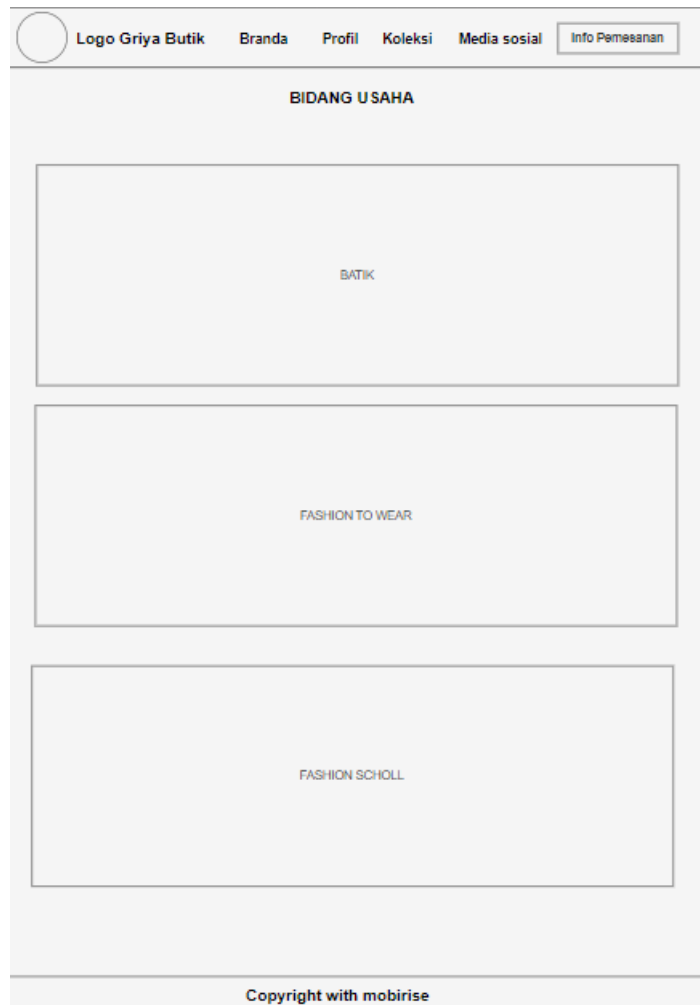 Logo Griya Butik Branda Profil Koleksi Media sosial Info Pemesanan
BIDANG USAHA
BATIK
FASHION TO WEAR
FASHION SCHOLL
Copyright with mobirise